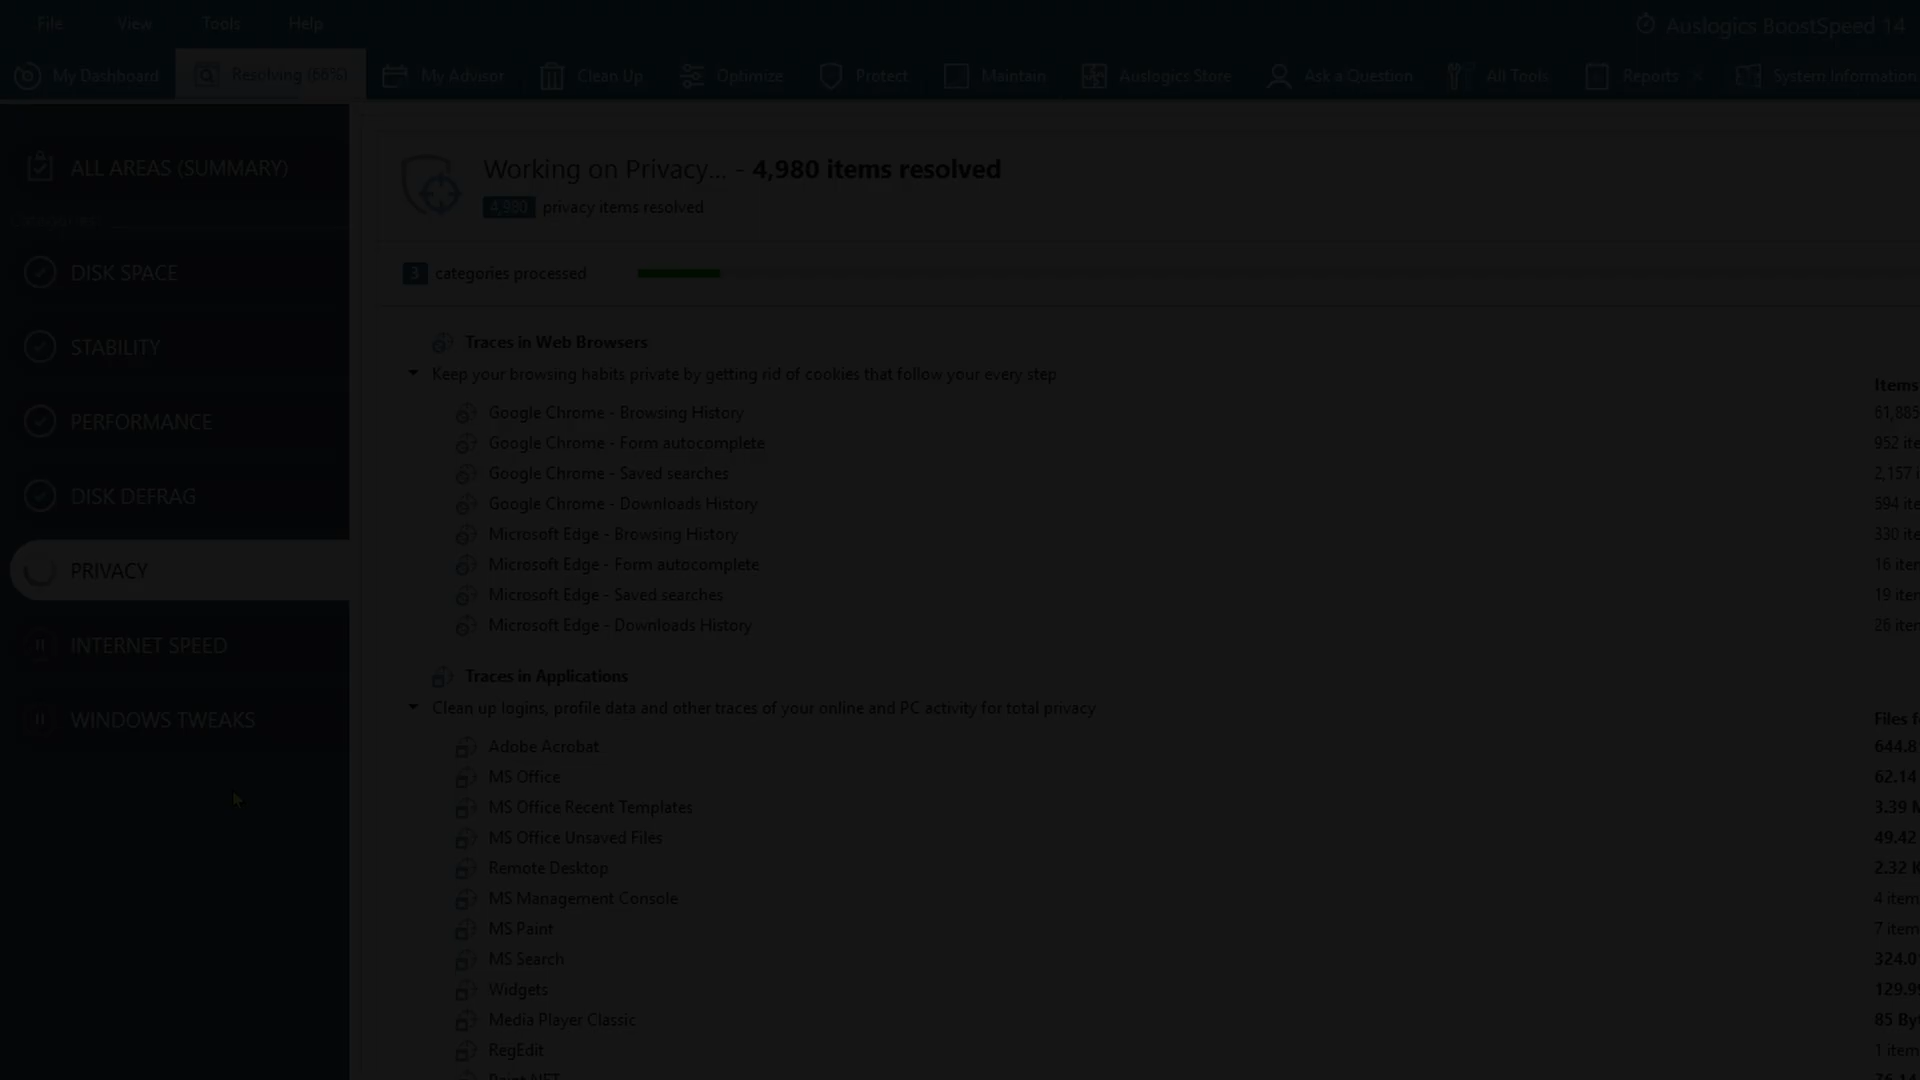 File View Tools Help
Auslogics BoostSpeed 14
My Dashboard Resolving (66%) My Advisor Clean Up Optimize Protect Maintain Auslogics Store Ask a Question All Tools Reports System Information
ALL AREAS (SUMMARY)
DISK SPACE
STABILITY
PERFORMANCE
DISK DEFRAG
PRIVACY
INTERNET SPEED
WINDOWS TWEAKS
Working on Privacy... - 4,980 items resolved
4,980 privacy items resolved
3 categories processed
Traces in Web Browsers
Keep your browsing habits private by getting rid of cookies that follow your every step
Items
Google Chrome - Browsing History 61,885
Google Chrome - Form autocomplete 952 ite
Google Chrome - Saved searches 2,157 i
Google Chrome - Downloads History 594 ite
Microsoft Edge - Browsing History 330 ite
Microsoft Edge - Form autocomplete 16 iter
Microsoft Edge - Saved searches 19 iter
Microsoft Edge - Downloads History 26 iter
Traces in Applications
Clean up logins, profile data and other traces of your online and PC activity for total privacy
Files f
Adobe Acrobat 644.8
MS Office 62.14
MS Office Recent Templates 3.39 M
MS Office Unsaved Files 49.42
Remote Desktop 2.32 K
MS Management Console 4 item
MS Paint 7 item
MS Search 324.0
Widgets 129.9
Media Player Classic 85 By
RegEdit 1 item